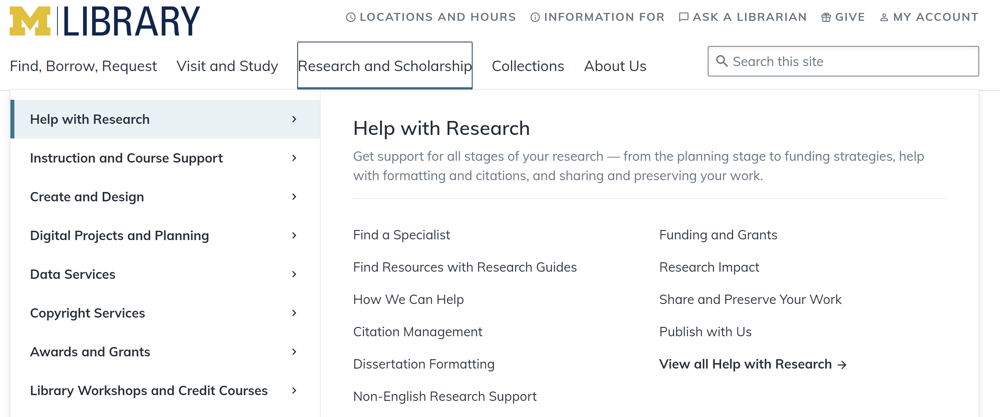 M LIBRARY
LOCATIONS AND HOURS INFORMATION FOR ASK A LIBRARIAN GIVE MY ACCOUNT
Find, Borrow, Request Visit and Study Research and Scholarship Collections About Us Search this site
Help with Research
Instruction and Course Support
Create and Design
Digital Projects and Planning
Data Services
Copyright Services
Awards and Grants
Library Workshops and Credit Courses
Help with Research
Get support for all stages of your research — from the planning stage to funding strategies, help
with formatting and citations, and sharing and preserving your work.
Find a Specialist
Find Resources with Research Guides
How We Can Help
Citation Management
Dissertation Formatting
Non-English Research Support
Funding and Grants
Research Impact
Share and Preserve Your Work
Publish with Us
View all Help with Research →